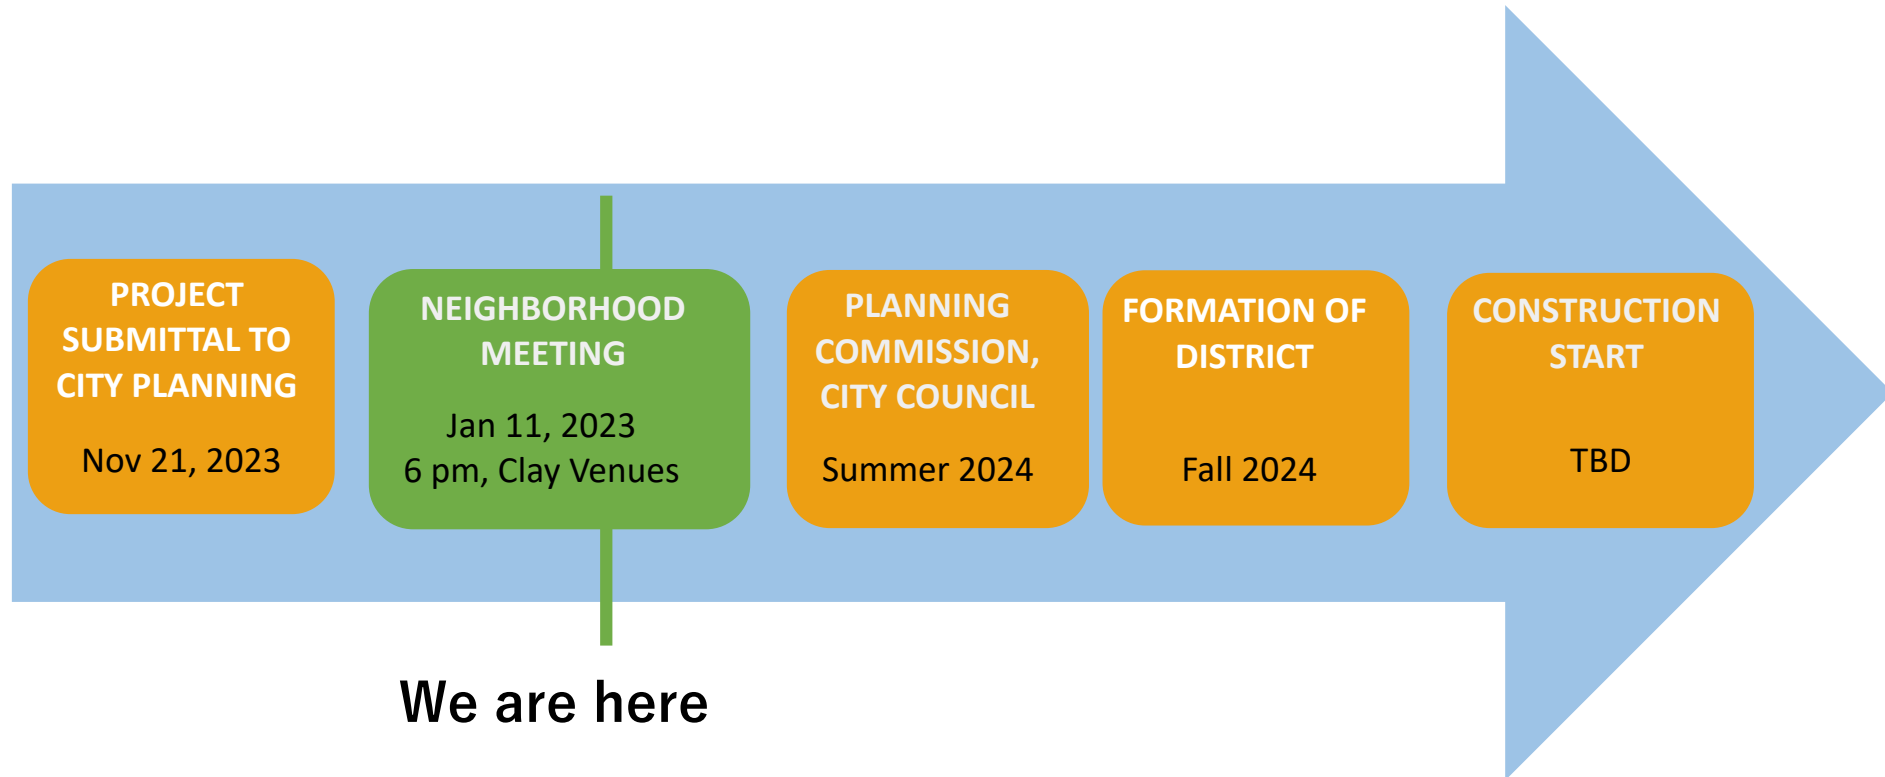 PROJECT
SUBMITTAL TO
CITY PLANNING
Nov 21, 2023
NEIGHBORHOOD
MEETING
Jan 11, 2023
6 pm, Clay Venues
PLANNING
COMMISSION,
CITY COUNCIL
Summer 2024
FORMATION OF
DISTRICT
Fall 2024
CONSTRUCTION
START
TBD
We are here